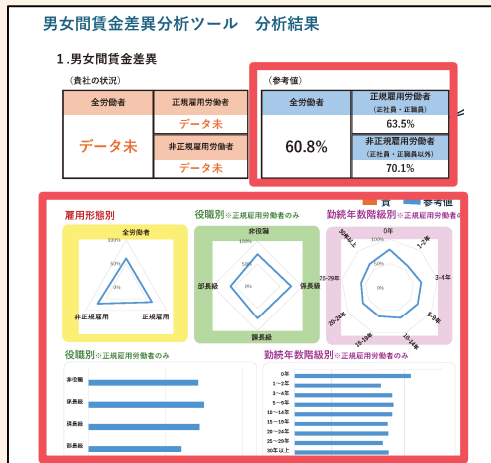 男女間賃金差異分析ツール 分析結果
1.男女間賃金差異
(貴社の状況)
(参考値)
全労働者
正規雇用労働者
データ未
データ未
非正規雇用労働者
データ未
全労働者
正規雇用労働者
(正社員・正職員)
60.8%
63.5%
非正規雇用労働者
(正社員・正職員以外)
70.1%
参考値
雇用形態別
役職別※正規雇用労働者のみ
勤続年数階級別※正規雇用労働者の
全労働者
100%
50%
0%
非正規雇用
正規雇用
非役職
100%
50%
0%
部長級
係長級
課長級
0年
100%
50%
0%
1~2年
3~4年
5~9年
10~14年
15~19年
20~24年
25~29年
30年以上
役職別※正規雇用労働者のみ
勤続年数階級別※正規雇用労働者のみ
非役職
係長級
課長級
部長級
0年
1~2年
3~4年
5~9年
10~14年
15~19年
20~24年
25~29年
30年以上